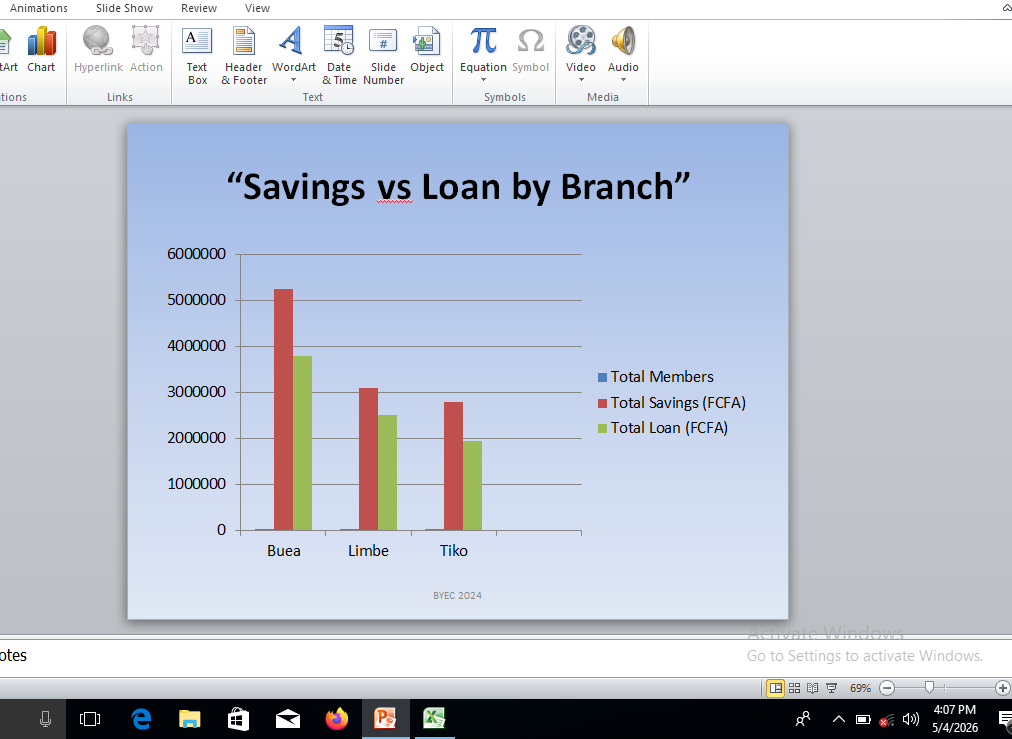 Animations Slide Show Review View
tArt Chart Hyperlink Action Text Box Header & Footer WordArt Date & Time Slide Number Object Equation Symbol Video Audio
tions Links Text Symbols Media
“Savings vs Loan by Branch”
6000000
5000000
4000000
3000000
2000000
1000000
0
Buea Limbe Tiko
Total Members
Total Savings (FCFA)
Total Loan (FCFA)
BYEC 2024
Activate Windows
Go to Settings to activate Windows.
otes
69%
4:07 PM
5/4/2026